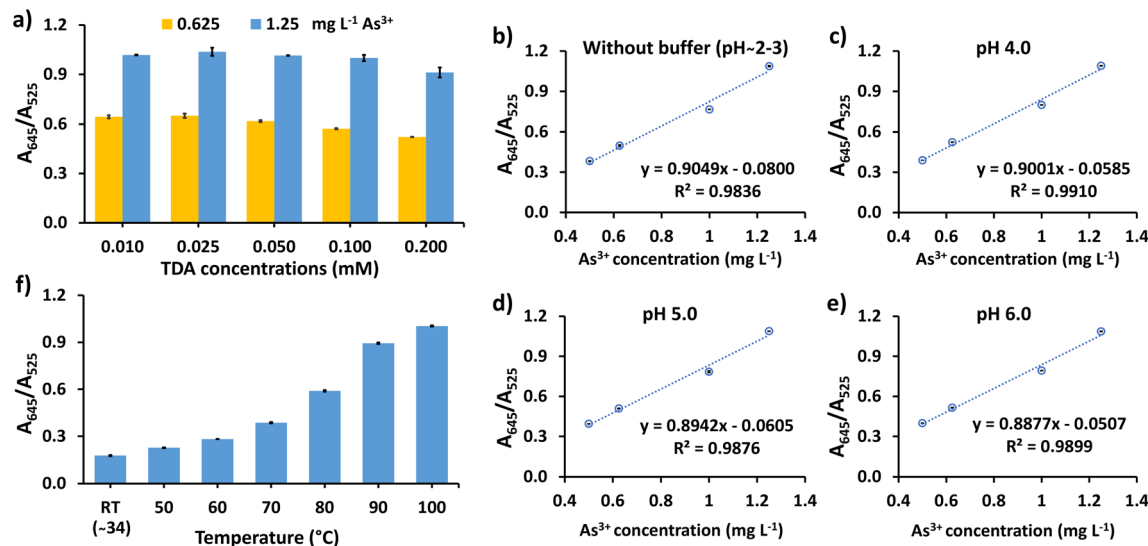 a)
0.625
1.25
mg L⁻¹ As³⁺
A₆₄₅/A₅₂₅
1.2
0.9
0.6
0.3
0.0
0.010 0.025 0.050 0.100 0.200
TDA concentrations (mM)
b)
Without buffer (pH~2-3)
A₆₄₅/A₅₂₅
1.2
0.9
0.6
0.3
0.0
y = 0.9049x - 0.0800
R² = 0.9836
0.4 0.6 0.8 1 1.2 1.4
As³⁺ concentration (mg L⁻¹)
c)
pH 4.0
A₆₄₅/A₅₂₅
1.2
0.9
0.6
0.3
0.0
y = 0.9001x - 0.0585
R² = 0.9910
0.4 0.6 0.8 1 1.2 1.4
As³⁺ concentration (mg L⁻¹)
f)
A₆₄₅/A₅₂₅
1.2
0.9
0.6
0.3
0.0
RT 50 60 70 80 90 100
(~34)
Temperature (°C)
d)
pH 5.0
A₆₄₅/A₅₂₅
1.2
0.9
0.6
0.3
0.0
y = 0.8942x - 0.0605
R² = 0.9876
0.4 0.6 0.8 1 1.2 1.4
As³⁺ concentration (mg L⁻¹)
e)
pH 6.0
A₆₄₅/A₅₂₅
1.2
0.9
0.6
0.3
0.0
y = 0.8877x - 0.0507
R² = 0.9899
0.4 0.6 0.8 1 1.2 1.4
As³⁺ concentration (mg L⁻¹)